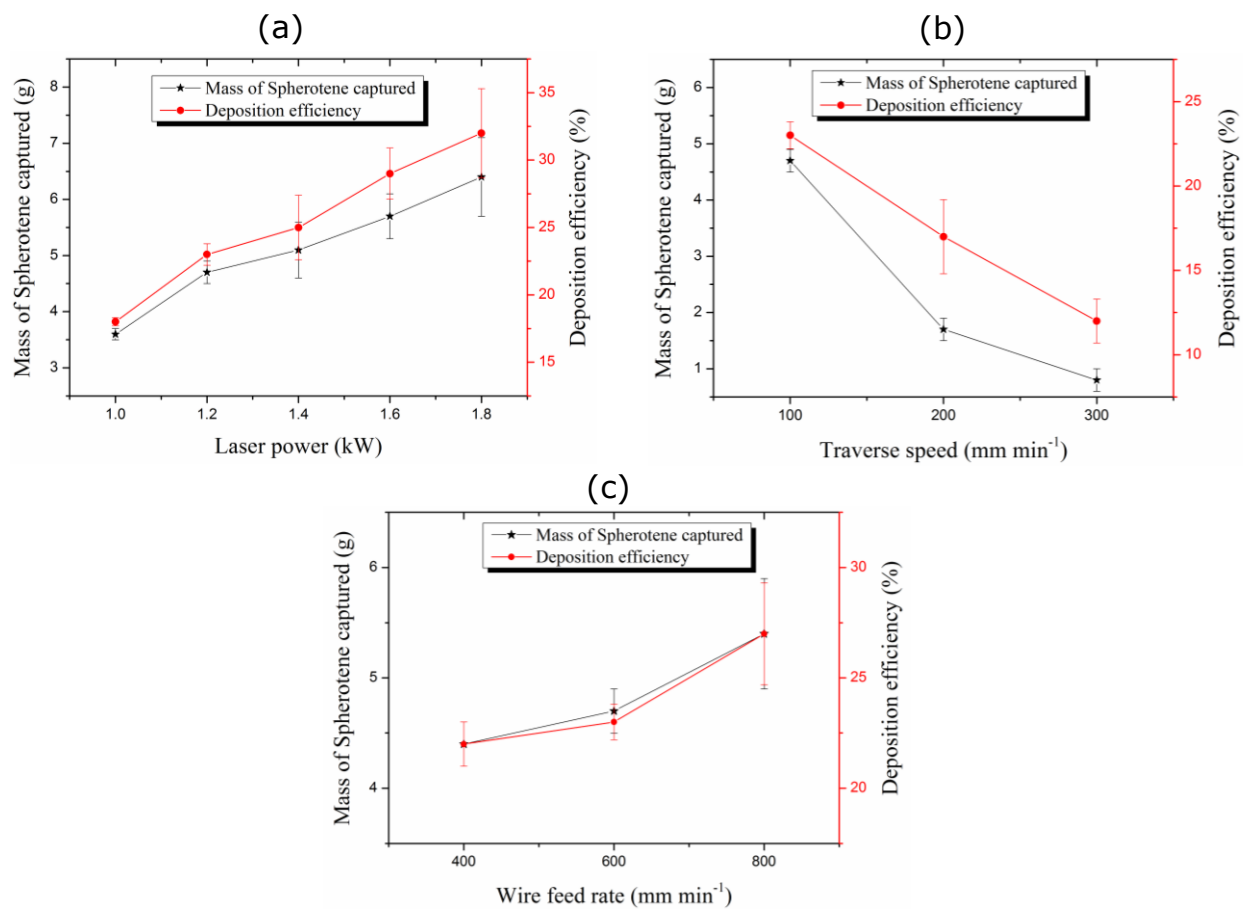 (a)
Mass of Spherotene captured
Deposition efficiency
Mass of Spherotene captured (g)
8
7
6
5
4
3
35
30
25
20
15
Deposition efficiency (%)
1.0 1.2 1.4 1.6 1.8
Laser power (kW)
(b)
Mass of Spherotene captured
Deposition efficiency
Mass of Spherotene captured (g)
6
5
4
3
2
1
25
20
15
10
Deposition efficiency (%)
100 200 300
Traverse speed (mm min⁻¹)
(c)
Mass of Spherotene captured
Deposition efficiency
Mass of Spherotene captured (g)
6
5
4
30
25
20
Deposition efficiency (%)
400 600 800
Wire feed rate (mm min⁻¹)